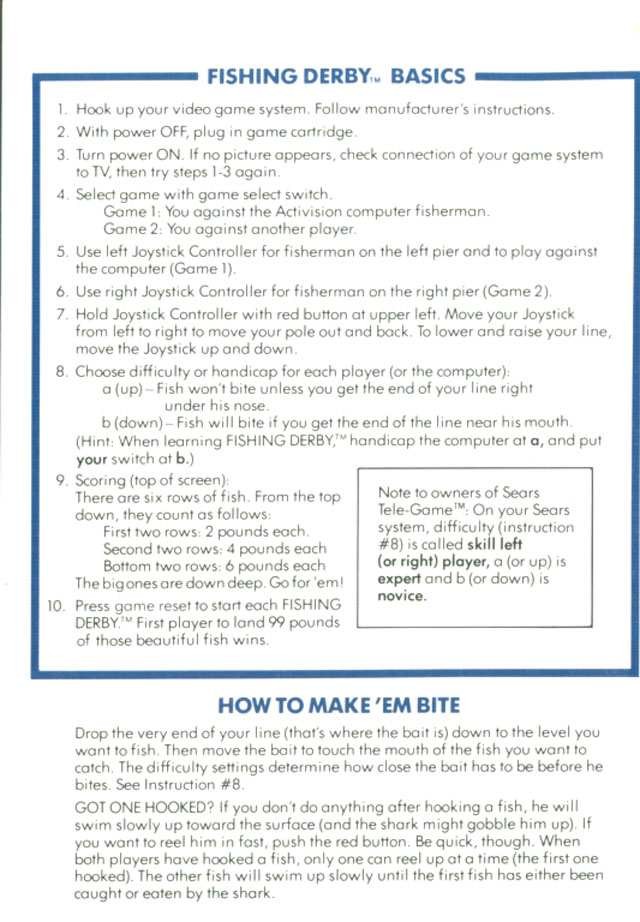 FISHING DERBY™ BASICS
1. Hook up your video game system. Follow manufacturer's instructions.
2. With power OFF, plug in game cartridge.
3. Turn power ON. If no picture appears, check connection of your game system
to TV, then try steps 1-3 again.
4. Select game with game select switch.
Game 1: You against the Activision computer fisherman.
Game 2: You against another player.
5. Use left Joystick Controller for fisherman on the left pier and to play against
the computer (Game 1).
6. Use right Joystick Controller for fisherman on the right pier (Game 2).
7. Hold Joystick Controller with red button at upper left. Move your Joystick
from left to right to move your pole out and back. To lower and raise your line,
move the Joystick up and down.
8. Choose difficulty or handicap for each player (or the computer):
a (up) – Fish won't bite unless you get the end of your line right
under his nose.
b (down) – Fish will bite if you get the end of the line near his mouth.
(Hint: When learning FISHING DERBY,™ handicap the computer at a, and put
your switch at b.)
9. Scoring (top of screen):
There are six rows of fish. From the top
down, they count as follows:
First two rows: 2 pounds each.
Second two rows: 4 pounds each
Bottom two rows: 6 pounds each
The big ones are down deep. Go for 'em!
10. Press game reset to start each FISHING
DERBY.™ First player to land 99 pounds
of those beautiful fish wins.
Note to owners of Sears
Tele-Game™: On your Sears
system, difficulty (instruction
#8) is called skill left
(or right) player, a (or up) is
expert and b (or down) is
novice.
HOW TO MAKE 'EM BITE
Drop the very end of your line (that's where the bait is) down to the level you
want to fish. Then move the bait to touch the mouth of the fish you want to
catch. The difficulty settings determine how close the bait has to be before he
bites. See Instruction #8.
GOT ONE HOOKED? If you don't do anything after hooking a fish, he will
swim slowly up toward the surface (and the shark might gobble him up). If
you want to reel him in fast, push the red button. Be quick, though. When
both players have hooked a fish, only one can reel up at a time (the first one
hooked). The other fish will swim up slowly until the first fish has either been
caught or eaten by the shark.